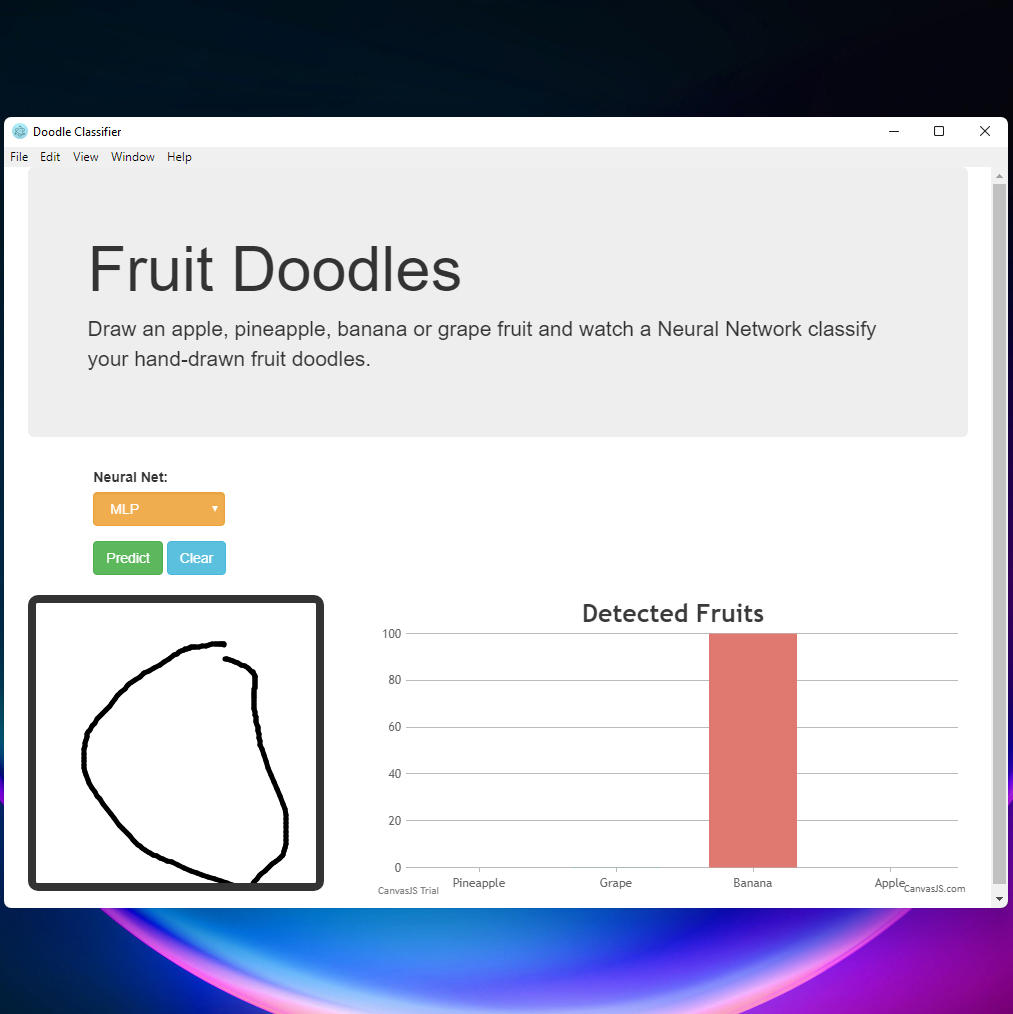 Doodle Classifier
File Edit View Window Help
Fruit Doodles
Draw an apple, pineapple, banana or grape fruit and watch a Neural Network classify
your hand-drawn fruit doodles.
Neural Net:
MLP
Predict Clear
Detected Fruits
100
80
60
40
20
0
Pineapple Grape Banana Apple
CanvasJS Trial CanvasJS.com